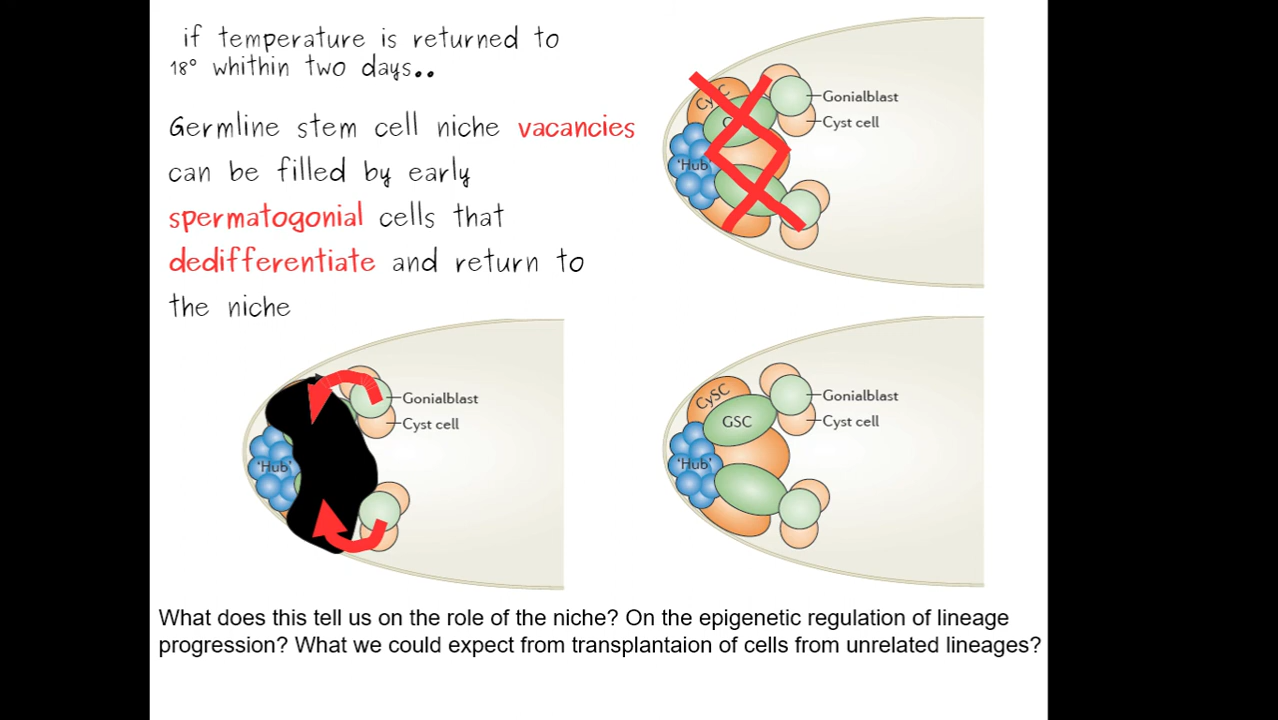 if temperature is returned to
18° whithin two days..
Germline stem cell niche vacancies
can be filled by early
spermatogonial cells that
dedifferentiate and return to
the niche
CySC
Gonialblast
Cyst cell
'Hub'
Gonialblast
Cyst cell
'Hub'
CySC
GSC
Gonialblast
Cyst cell
'Hub'
What does this tell us on the role of the niche? On the epigenetic regulation of lineage
progression? What we could expect from transplantaion of cells from unrelated lineages?